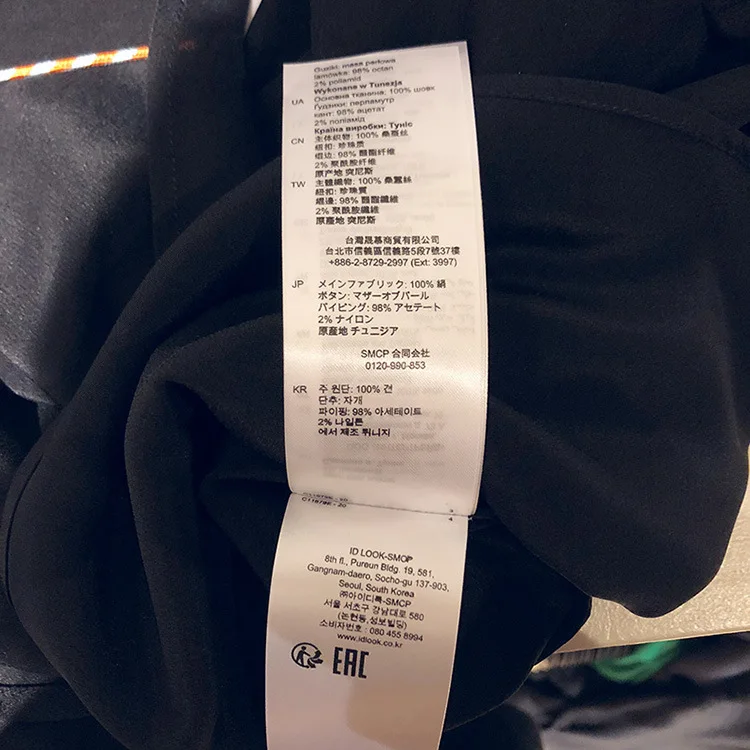 Guziki: masa perłowa
lamówka: 98% octan
2% poliamid
Wykonane w Tunezja
UA Основна тканина: 100% шовк
Ґудзики: перламутр
кант: 98% ацетат
2% поліамід
Країна виробки: Туніс
CN 主体织物: 100% 桑蚕丝
纽扣: 珍珠质
绲边: 98% 醋酯纤维
2% 聚酰胺纤维
原产地 突尼斯
TW 主體織物: 100% 桑蠶絲
紐扣: 珍珠質
緄邊: 98% 醋酯纖維
2% 聚酰胺纖維
原產地 突尼斯
台灣晟慕商貿有限公司
台北市信義區信義路5段7號37樓
+886-2-8729-2997 (Ext: 3997)
JP メインファブリック: 100% 絹
ボタン: マザーオブパール
パイピング: 98% アセテート
2% ナイロン
原産地 チュニジア
SMCP 合同会社
0120-990-853
KR 주 원단: 100% 견
단추: 자개
파이핑: 98% 아세테이트
2% 나일론
에서 제조 튀니지
3
C11879E - 20
4
ID LOOK-SMCP
8th fl., Pureun Bldg. 19, 581,
Gangnam-daero, Socho-gu 137-903,
Seoul, South Korea
㈜아이디룩-SMCP
서울 서초구 강남대로 580
(논현동,성보빌딩)
소비자번호 : 080 455 8994
www.idlook.co.kr
EAC